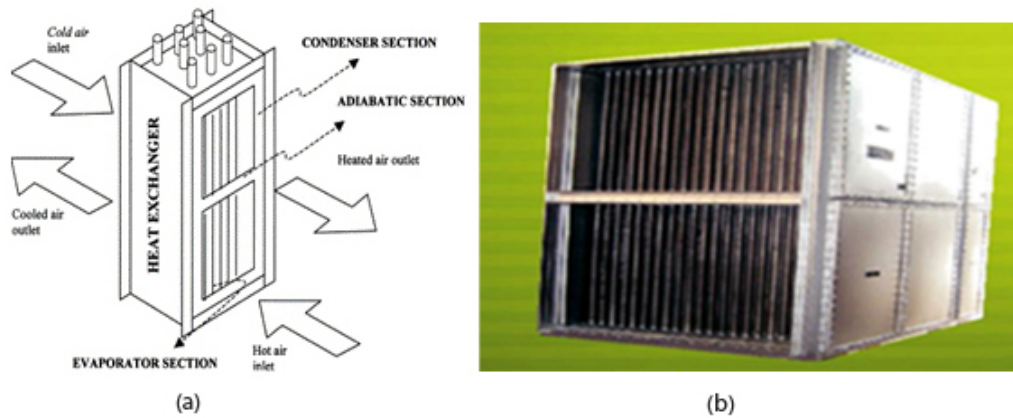 Cold air
inlet
CONDENSER SECTION
ADIABATIC SECTION
HEAT EXCHANGER
Heated air outlet
Cooled air
outlet
Hot air
inlet
EVAPORATOR SECTION
(a)
(b)